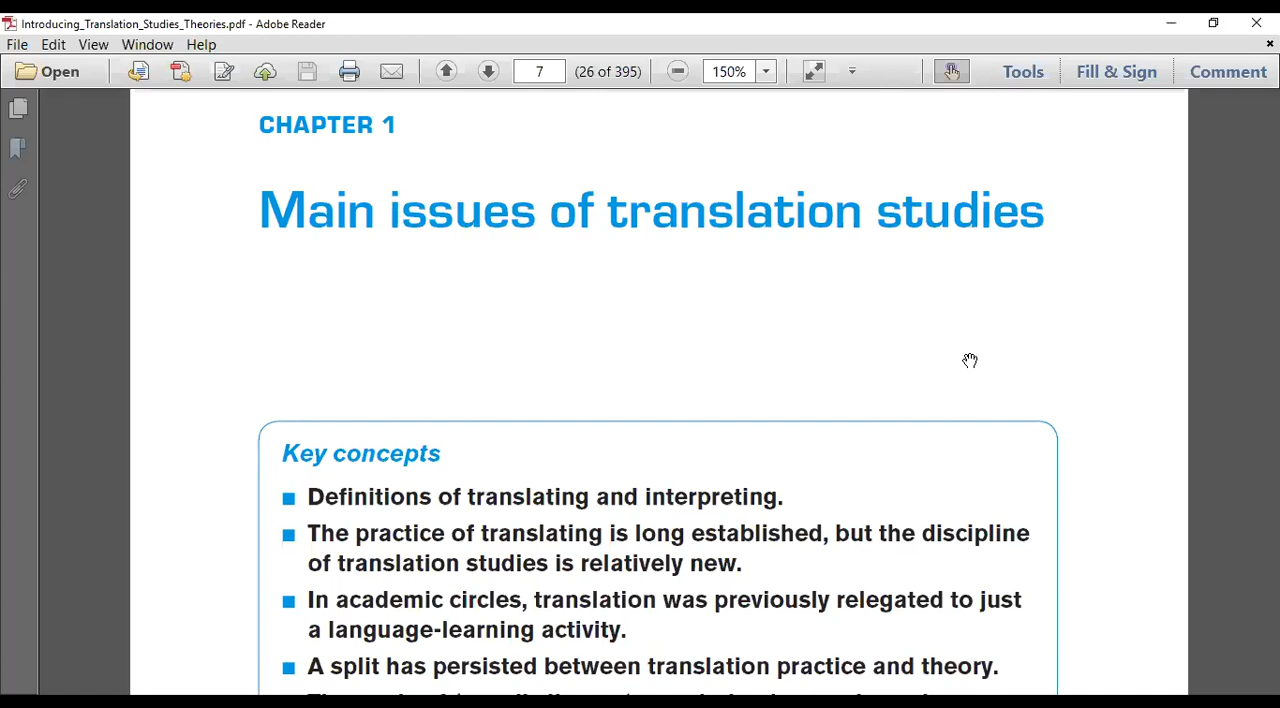 Introducing_Translation_Studies_Theories.pdf - Adobe Reader
File Edit View Window Help
Open 7 (26 of 395) 150% Tools Fill & Sign Comment
CHAPTER 1
Main issues of translation studies
Key concepts
Definitions of translating and interpreting.
The practice of translating is long established, but the discipline
of translation studies is relatively new.
In academic circles, translation was previously relegated to just
a language-learning activity.
A split has persisted between translation practice and theory.